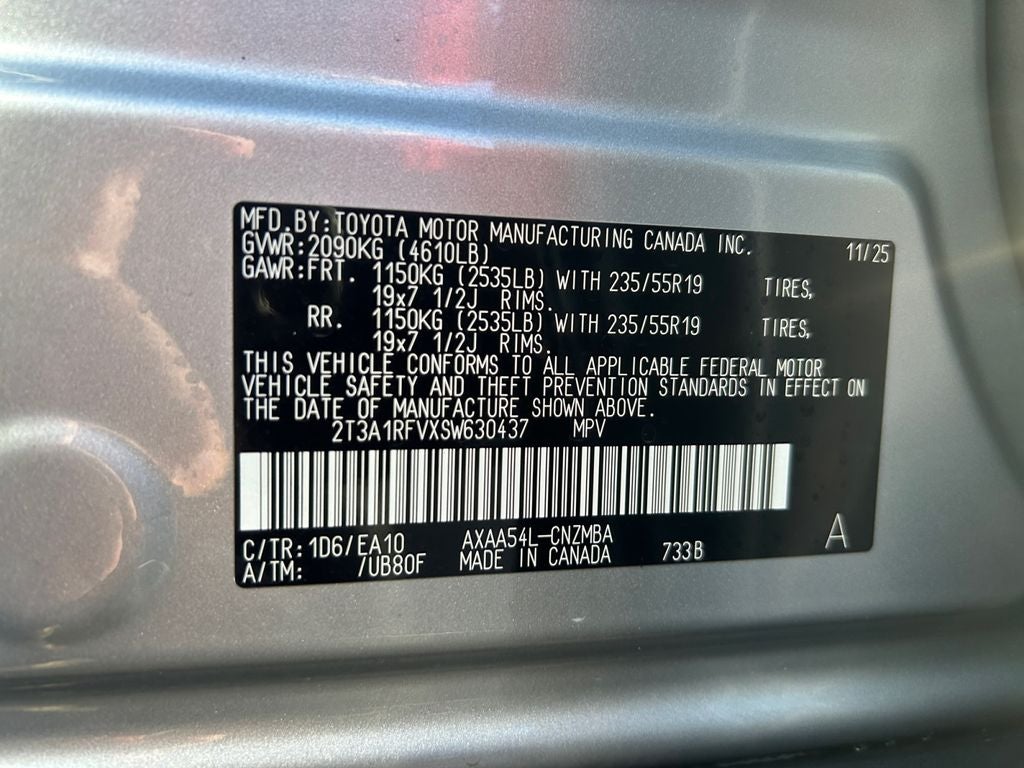 MFD.BY:TOYOTA MOTOR MANUFACTURING CANADA INC. 11/25
GVWR:2090KG (4610LB)
GAWR:FRT. 1150KG (2535LB) WITH 235/55R19 TIRES,
19x7 1/2J RIMS.
RR. 1150KG (2535LB) WITH 235/55R19 TIRES,
19x7 1/2J RIMS.
THIS VEHICLE CONFORMS TO ALL APPLICABLE FEDERAL MOTOR
VEHICLE SAFETY AND THEFT PREVENTION STANDARDS IN EFFECT ON
THE DATE OF MANUFACTURE SHOWN ABOVE.
2T3A1RFVXSW630437 MPV
C/TR:1D6/EA10 AXAA54L-CNZMBA A
A/TM: /UB80F MADE IN CANADA 733B